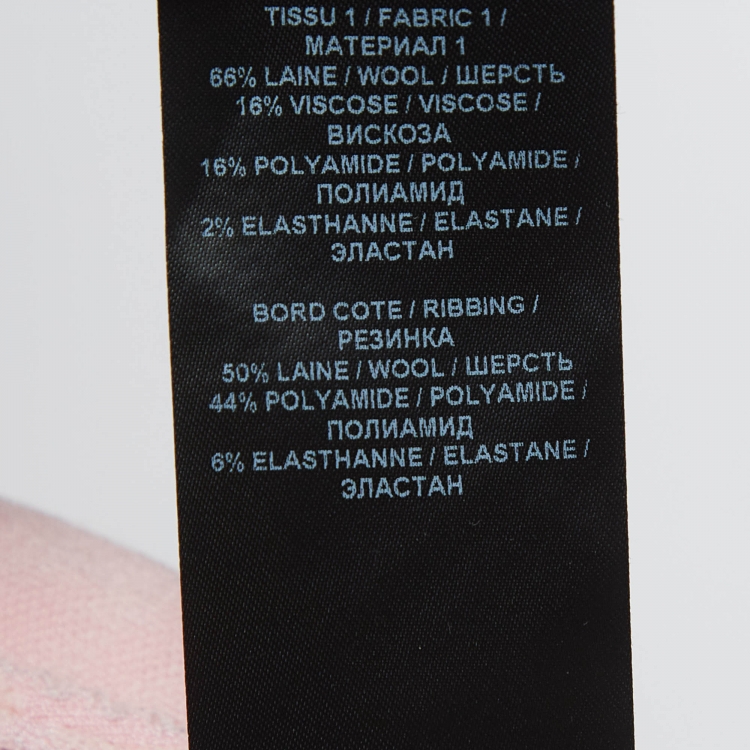 TISSU 1 / FABRIC 1 /
МАТЕРИАЛ 1
66% LAINE / WOOL / ШЕРСТЬ
16% VISCOSE / VISCOSE /
ВИСКОЗА
16% POLYAMIDE / POLYAMIDE /
ПОЛИАМИД
2% ELASTHANNE / ELASTANE /
ЭЛАСТАН
BORD COTE / RIBBING /
РЕЗИНКА
50% LAINE / WOOL / ШЕРСТЬ
44% POLYAMIDE / POLYAMIDE /
ПОЛИАМИД
6% ELASTHANNE / ELASTANE /
ЭЛАСТАН